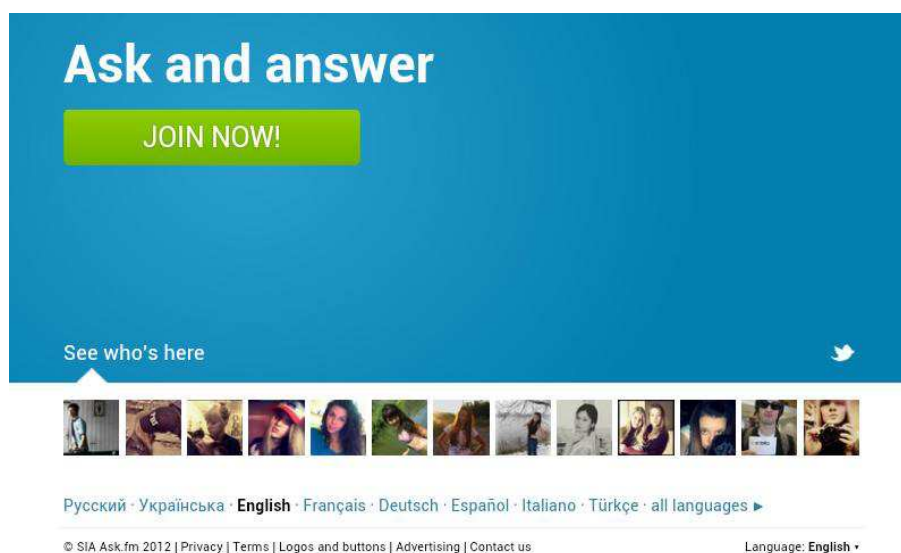 Ask and answer
JOIN NOW!
See who's here
Русский · Українська · English · Français · Deutsch · Español · Italiano · Türkçe · all languages ►
© SIA Ask.fm 2012 | Privacy | Terms | Logos and buttons | Advertising | Contact us
Language: English ▾